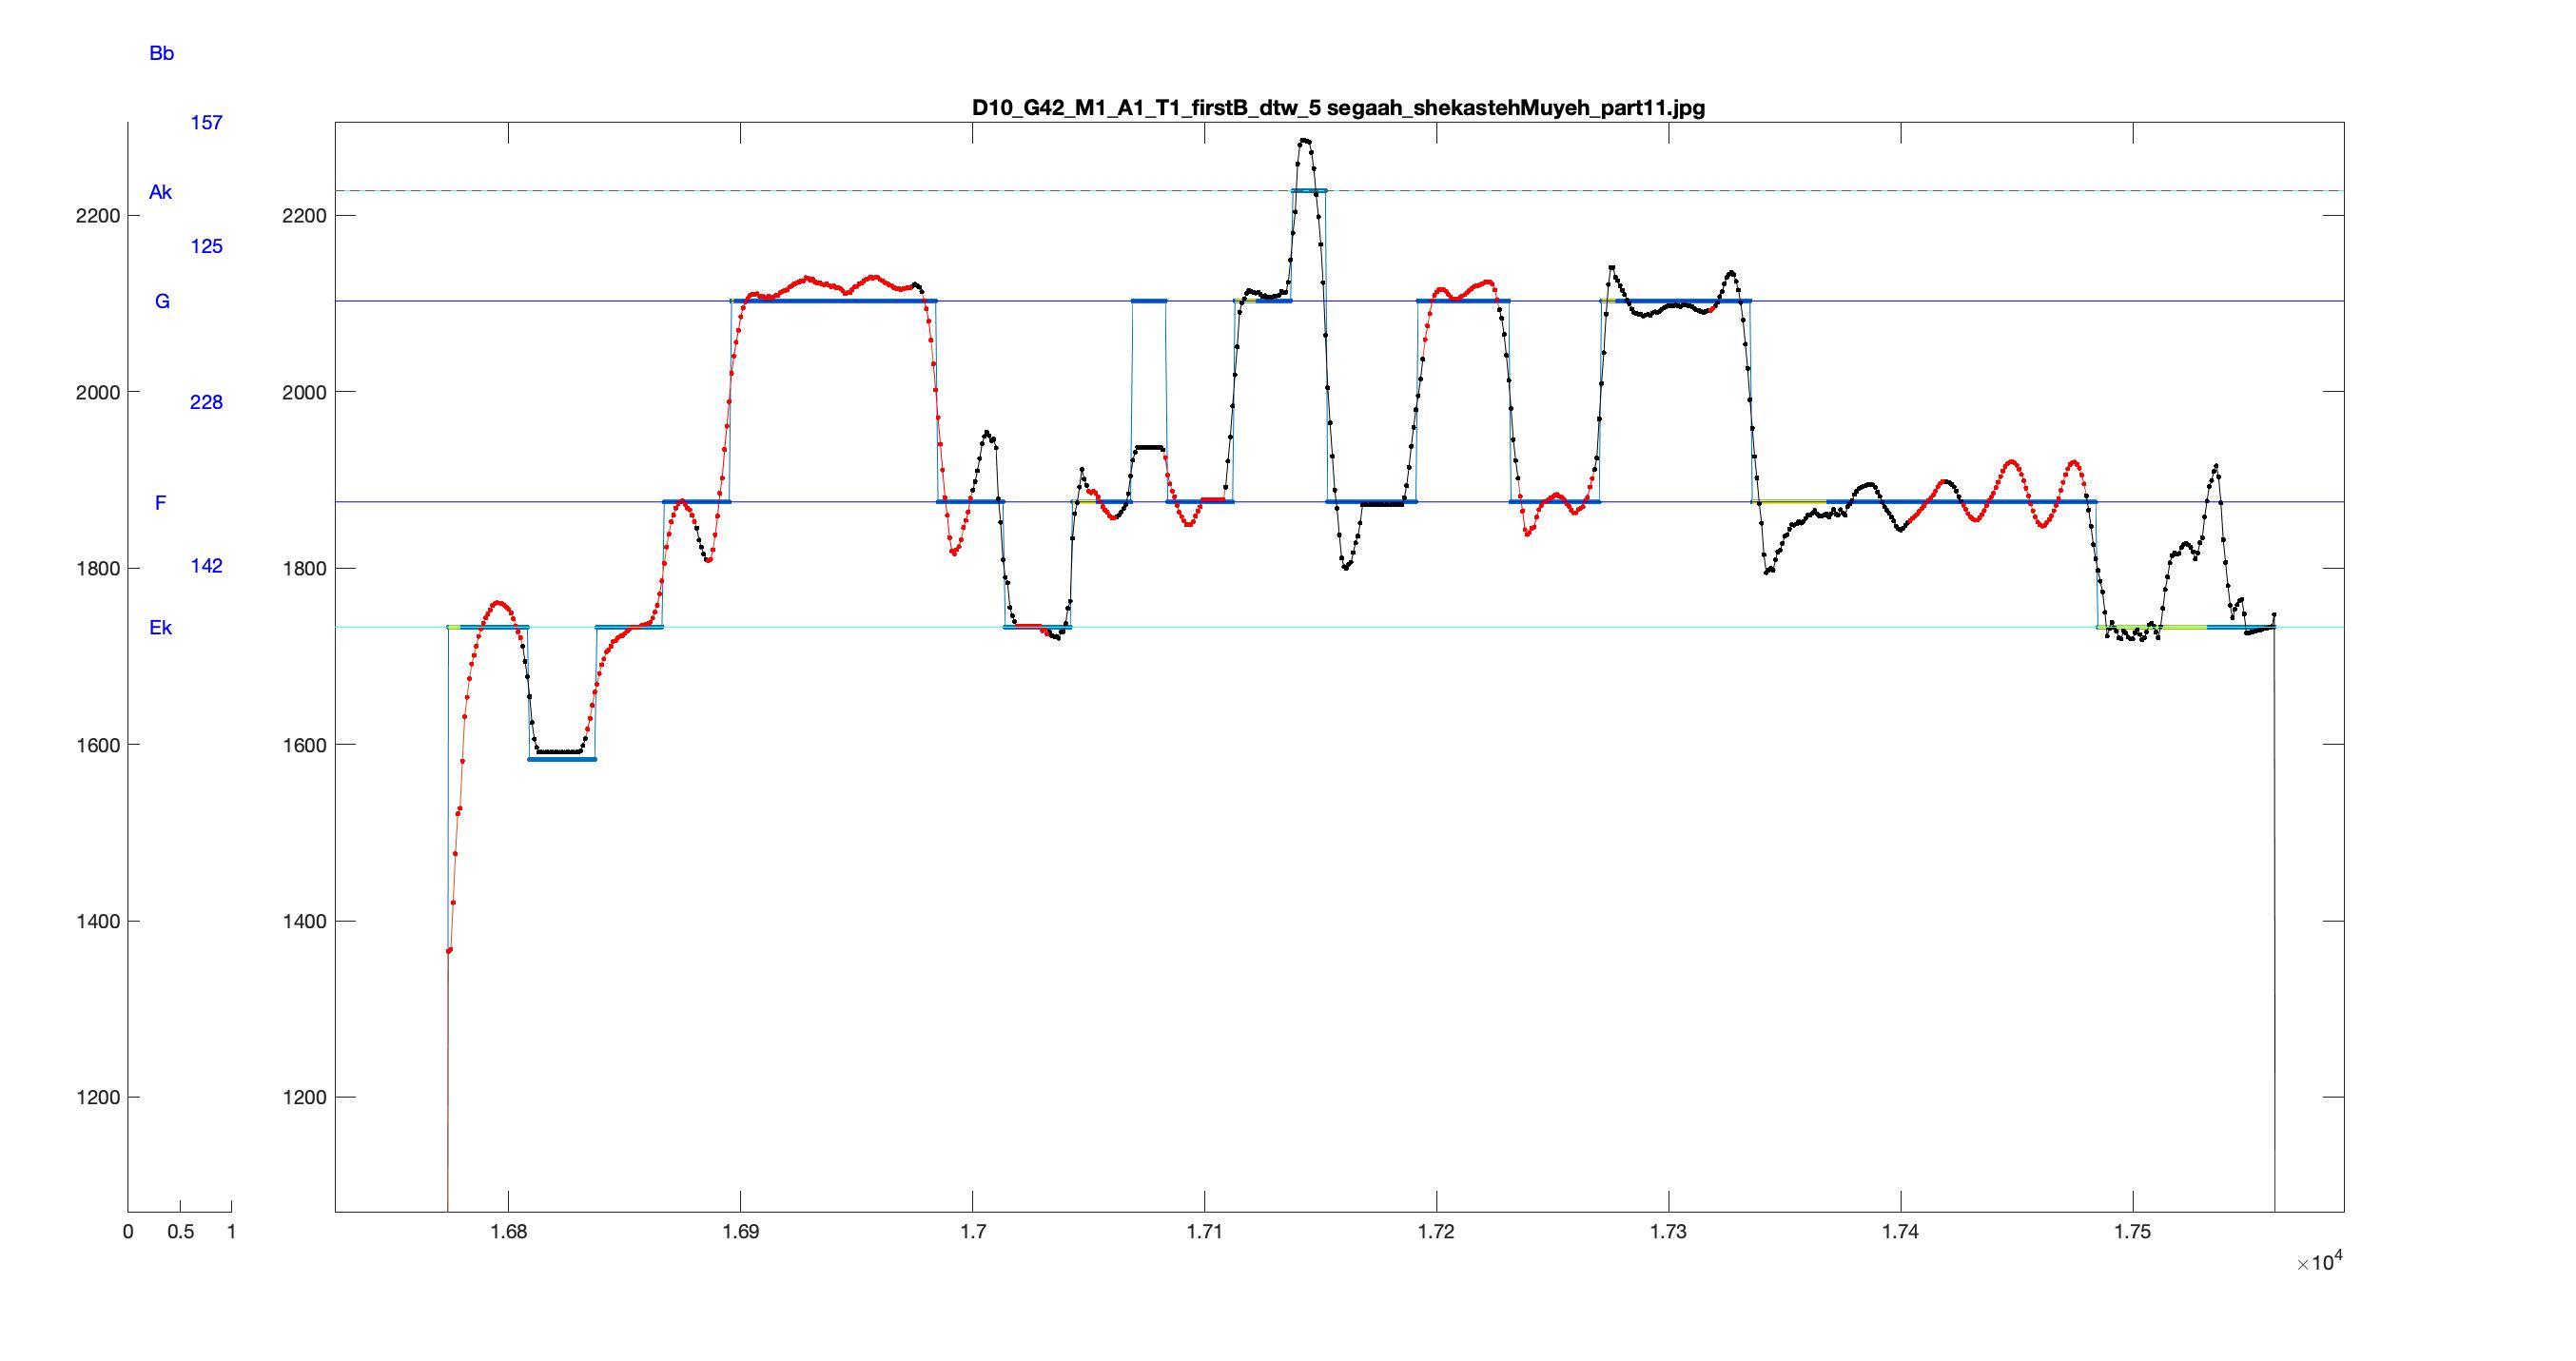 Bb
D10_G42_M1_A1_T1_firstB_dtw_5 segaah_shekastehMuyeh_part11.jpg
157
Ak
2200 2200
125
G
2000 2000
228
F
1800 142 1800
Ek
1600 1600
1400 1400
1200 1200
0 0.5 1 1.68 1.69 1.7 1.71 1.72 1.73 1.74 1.75
×10⁴